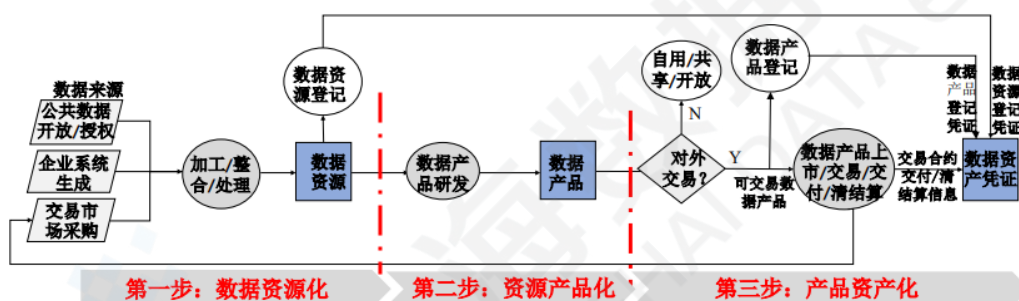 数据来源
公共数据
开放/授权
企业系统
生成
交易市
场采购
加工/整
合/处理
数据资
源登记
数据
资源
数据产
品研发
数据
产品
自用/共
享/开放
N
对外
交易?
Y
可交易数
据产品
数据产
品登记
数据产品上
市/交易/交
付/清结算
交易合约
交付/清
结算信息
数据
产品
登记
凭证
数据
资源
登记
凭证
数据资
产凭证
第一步：数据资源化
第二步：资源产品化
第三步：产品资产化